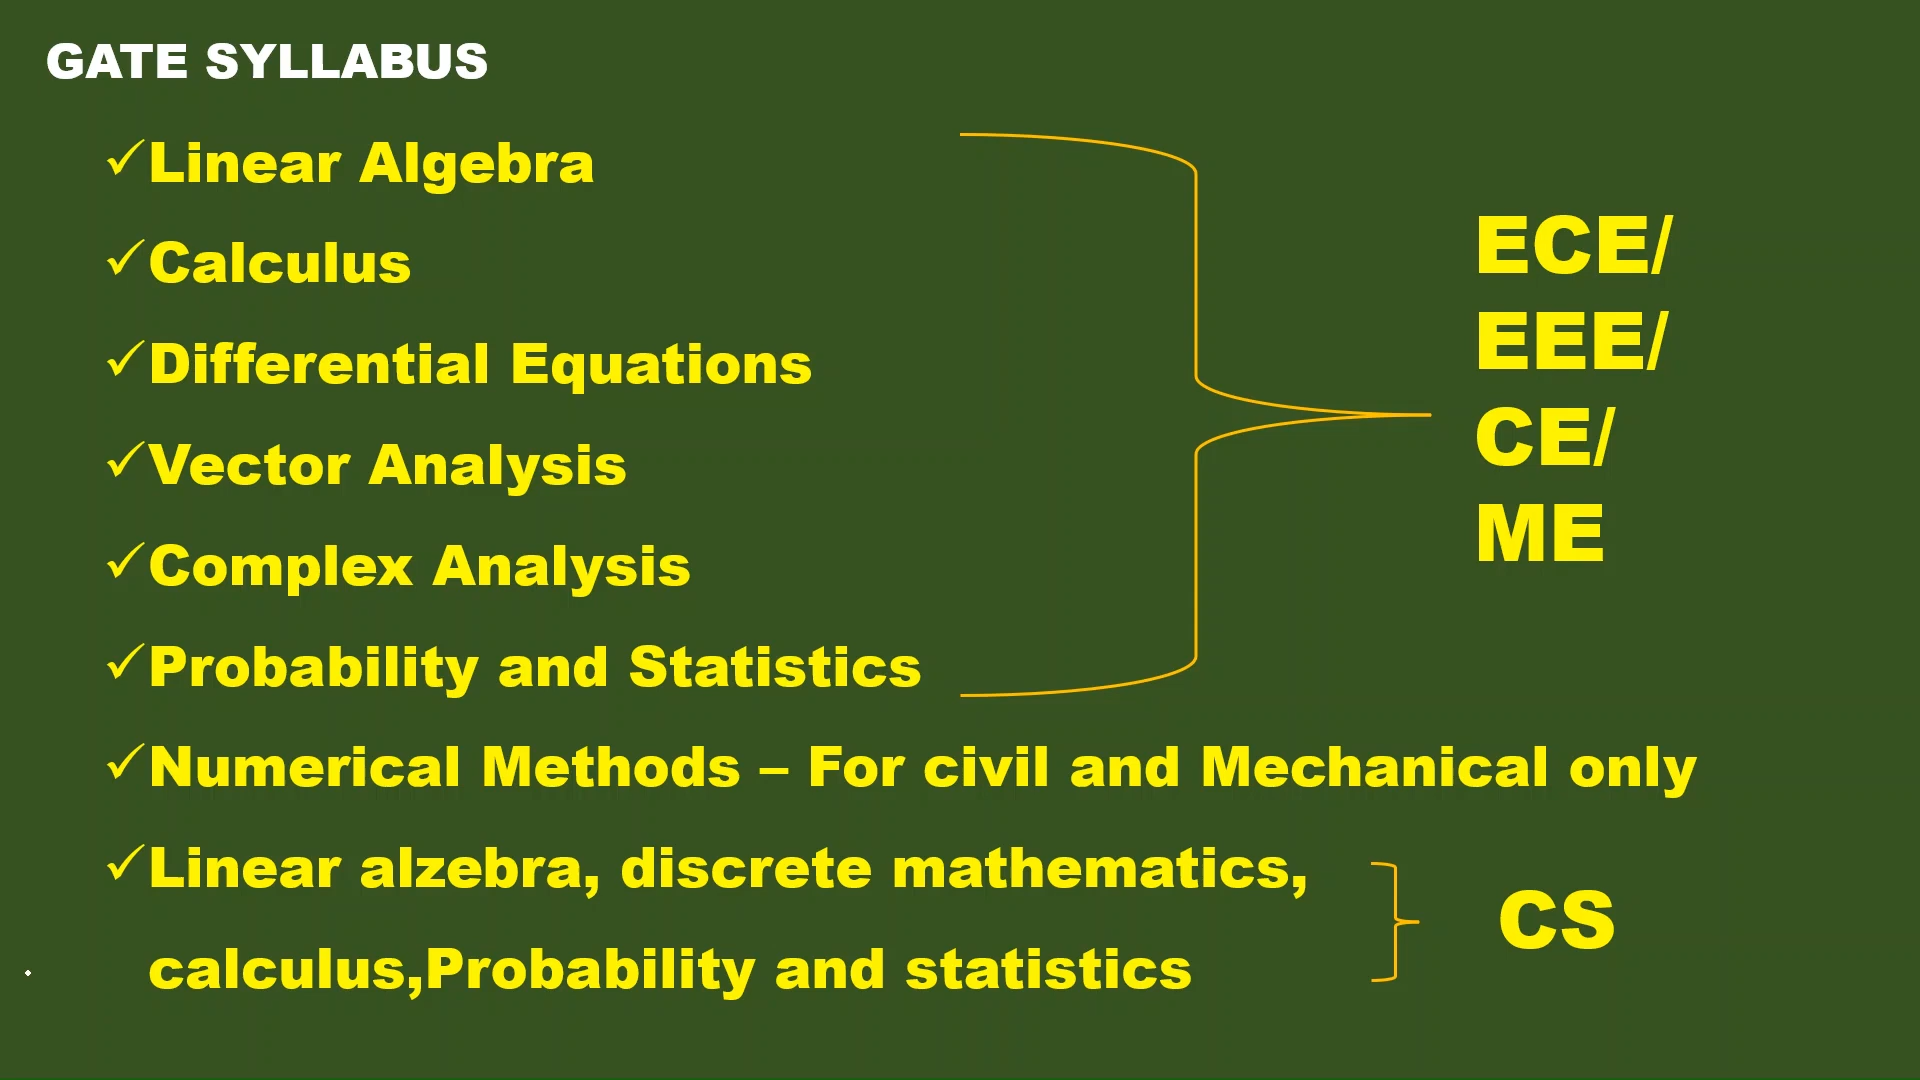 GATE SYLLABUS
✓Linear Algebra
✓Calculus
✓Differential Equations
✓Vector Analysis
✓Complex Analysis
✓Probability and Statistics
ECE/
EEE/
CE/
ME
✓Numerical Methods – For civil and Mechanical only
✓Linear alzebra, discrete mathematics,
calculus,Probability and statistics
CS